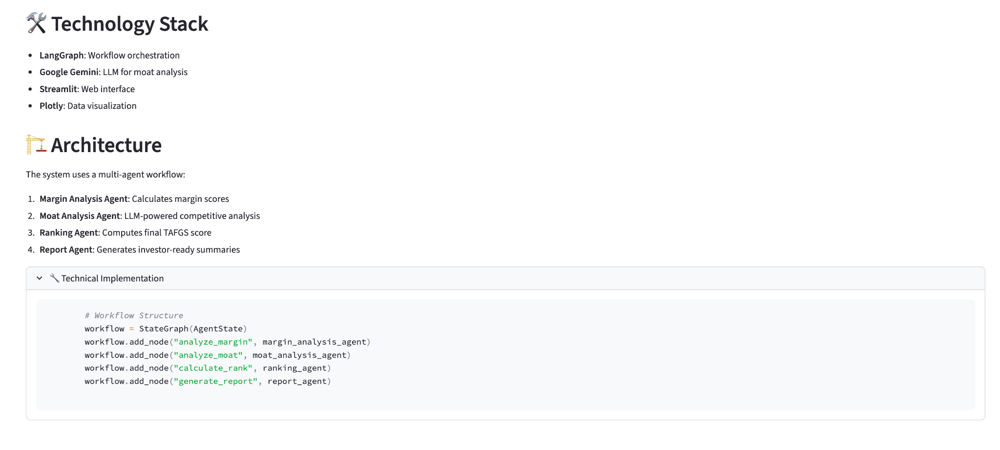 🛠️ Technology Stack
• LangGraph: Workflow orchestration
• Google Gemini: LLM for moat analysis
• Streamlit: Web interface
• Plotly: Data visualization
🏗️ Architecture
The system uses a multi-agent workflow:
1. Margin Analysis Agent: Calculates margin scores
2. Moat Analysis Agent: LLM-powered competitive analysis
3. Ranking Agent: Computes final TAFGS score
4. Report Agent: Generates investor-ready summaries
🔧 Technical Implementation
# Workflow Structure
workflow = StateGraph(AgentState)
workflow.add_node("analyze_margin", margin_analysis_agent)
workflow.add_node("analyze_moat", moat_analysis_agent)
workflow.add_node("calculate_rank", ranking_agent)
workflow.add_node("generate_report", report_agent)